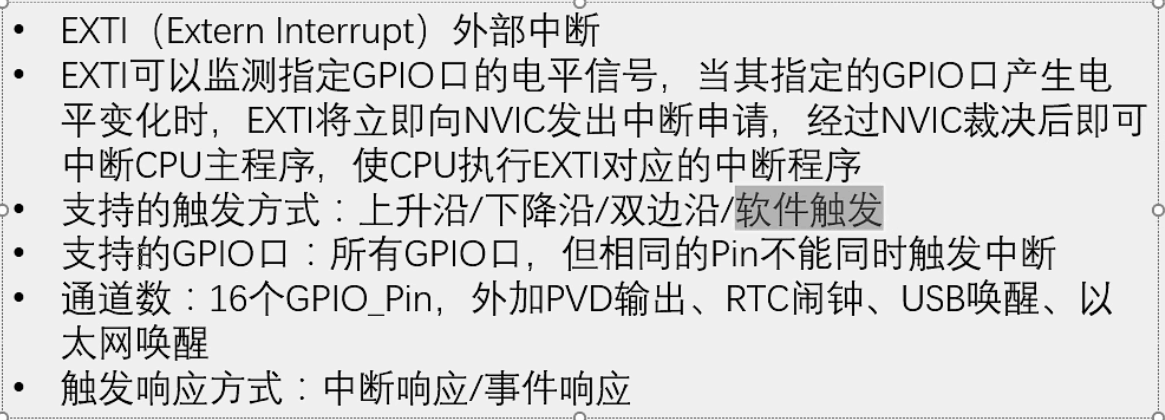 • EXTI（Extern Interrupt）外部中断
• EXTI可以监测指定GPIO口的电平信号，当其指定的GPIO口产生电
平变化时，EXTI将立即向NVIC发出中断申请，经过NVIC裁决后即可
中断CPU主程序，使CPU执行EXTI对应的中断程序
• 支持的触发方式：上升沿/下降沿/双边沿/软件触发
• 支持的GPIO口：所有GPIO口，但相同的Pin不能同时触发中断
• 通道数：16个GPIO_Pin，外加PVD输出、RTC闹钟、USB唤醒、以
太网唤醒
• 触发响应方式：中断响应/事件响应